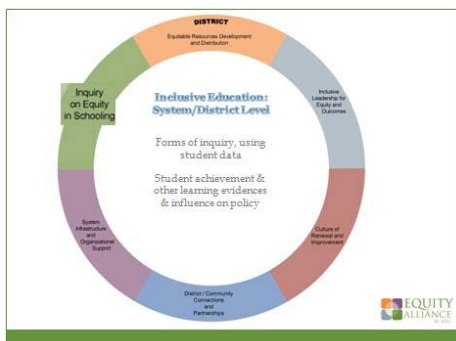 DISTRICT
Equitable Resources Development
and Distribution
Inquiry
on Equity
in Schooling
Inclusive Education:
System/District Level
Inclusive
Leadership for
Equity and
Outcomes
Forms of inquiry, using
student data
Student achievement &
other learning evidences
& influence on policy
System
Infrastructure
and
Organizational
Support
Culture of
Renewal and
Improvement
District / Community
Connections
and
Partnerships
EQUITY
ALLIANCE